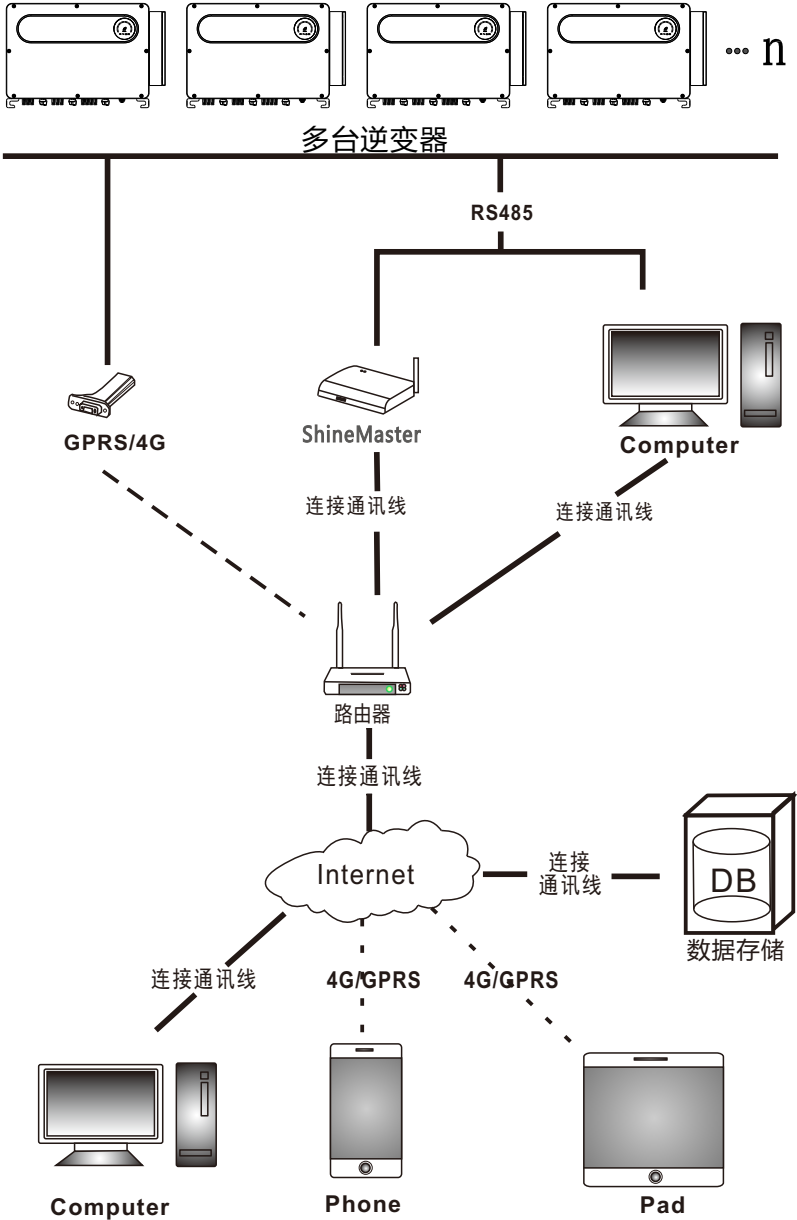 ··· n
多台逆变器
RS485
GPRS/4G
ShineMaster
Computer
连接通讯线
连接通讯线
路由器
连接通讯线
Internet
连接
通讯线
DB
数据存储
连接通讯线
4G/GPRS
4G/GPRS
Computer
Phone
Pad